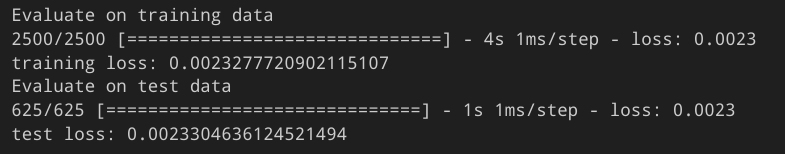 Evaluate on training data
2500/2500 [==============================] - 4s 1ms/step - loss: 0.0023
training loss: 0.0023277720902115107
Evaluate on test data
625/625 [==============================] - 1s 1ms/step - loss: 0.0023
test loss: 0.0023304636124521494